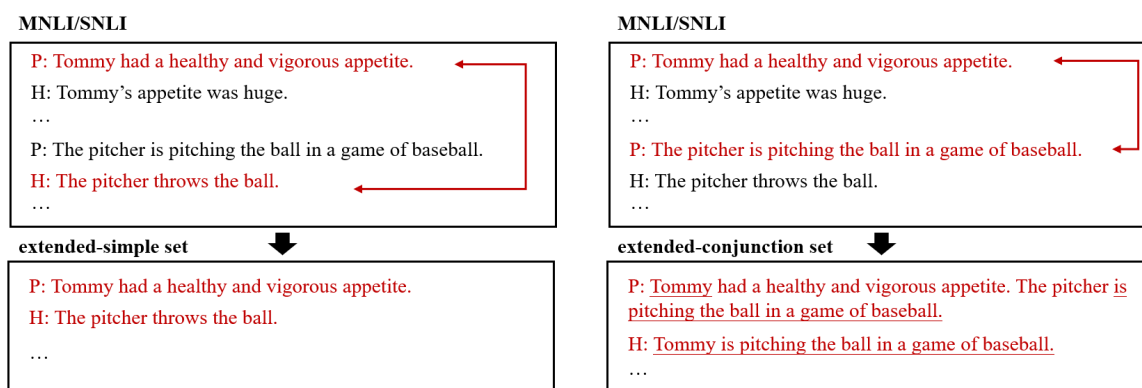 MNLI/SNLI
P: Tommy had a healthy and vigorous appetite.
H: Tommy's appetite was huge.
…
P: The pitcher is pitching the ball in a game of baseball.
H: The pitcher throws the ball.
…
extended-simple set
P: Tommy had a healthy and vigorous appetite.
H: The pitcher throws the ball.
…
MNLI/SNLI
P: Tommy had a healthy and vigorous appetite.
H: Tommy's appetite was huge.
…
P: The pitcher is pitching the ball in a game of baseball.
H: The pitcher throws the ball.
…
extended-conjunction set
P: Tommy had a healthy and vigorous appetite. The pitcher is
pitching the ball in a game of baseball.
H: Tommy is pitching the ball in a game of baseball.
…